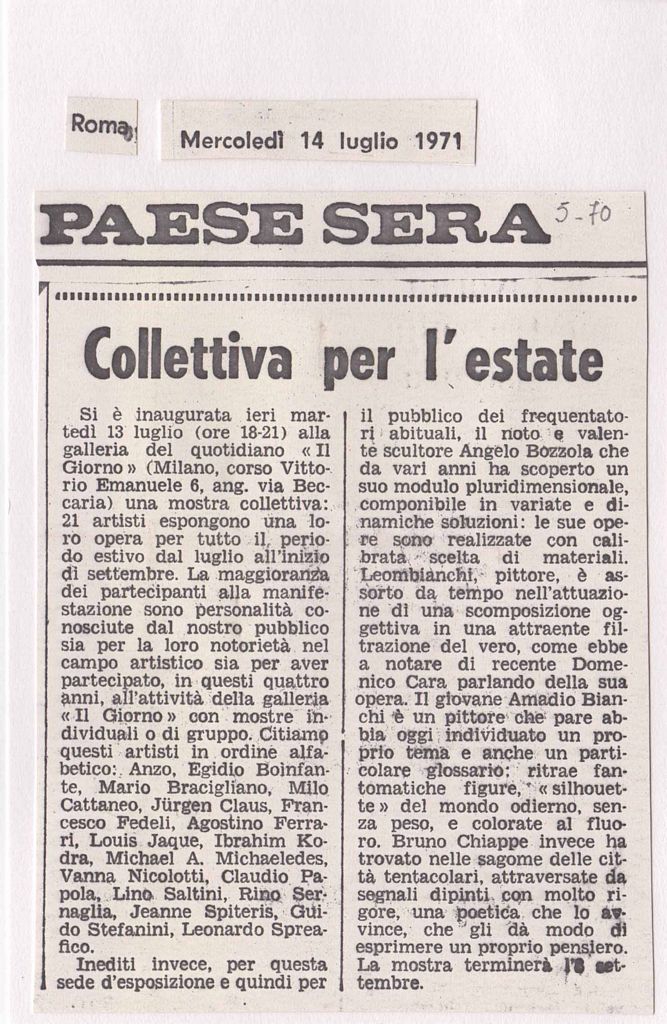 Roma
Mercoledì 14 luglio 1971
PAESE SERA
5-70
Collettiva per l'estate
Si è inaugurata ieri mar-
tedì 13 luglio (ore 18-21) alla
galleria del quotidiano « Il
Giorno » (Milano, corso Vitto-
rio Emanuele 6, ang. via Bec-
caria) una mostra collettiva:
21 artisti espongono una lo-
ro opera per tutto il perio-
do estivo dal luglio all'inizio
di settembre. La maggioranza
dei partecipanti alla manife-
stazione sono personalità co-
nosciute dal nostro pubblico
sia per la loro notorietà nel
campo artistico sia per aver
partecipato, in questi quattro
anni, all'attività della galleria
« Il Giorno » con mostre in-
dividuali o di gruppo. Citiamo
questi artisti in ordine alfa-
betico: Anzo, Egidio Boinfan-
te, Mario Bracigliano, Milo
Cattaneo, Jürgen Claus, Fran-
cesco Fedeli, Agostino Ferra-
ri, Louis Jaque, Ibrahim Ko-
dra, Michael A. Michaeledes,
Vanna Nicolotti, Claudio Pa-
pola, Lino Saltini, Rino Ser-
naglia, Jeanne Spiteris, Gui-
do Stefanini, Leonardo Sprea-
fico.
Inediti invece, per questa
sede d'esposizione e quindi per
il pubblico dei frequentato-
ri abituali, il noto e valen-
te scultore Angelo Bozzola che
da vari anni ha scoperto un
suo modulo pluridimensionale,
componibile in variate e di-
namiche soluzioni: le sue ope-
re sono realizzate con cali-
brata scelta di materiali.
Leombianchi, pittore, è as-
sorto da tempo nell'attuazio-
ne di una scomposizione og-
gettiva in una attraente fil-
trazione del vero, come ebbe
a notare di recente Dome-
nico Cara parlando della sua
opera. Il giovane Amadio Bian-
chi è un pittore che pare ab-
bia oggi individuato un pro-
prio tema e anche un parti-
colare glossario: ritrae fan-
tomatiche figure, « silhouet-
te » del mondo odierno, sen-
za peso, e colorate al fluo-
ro. Bruno Chiappe invece ha
trovato nelle sagome delle cit-
tà tentacolari, attraversate da
segnali dipinti con molto ri-
gore, una poetica che lo av-
vince, che gli dà modo di
esprimere un proprio pensiero.
La mostra terminerà l'8 set-
tembre.